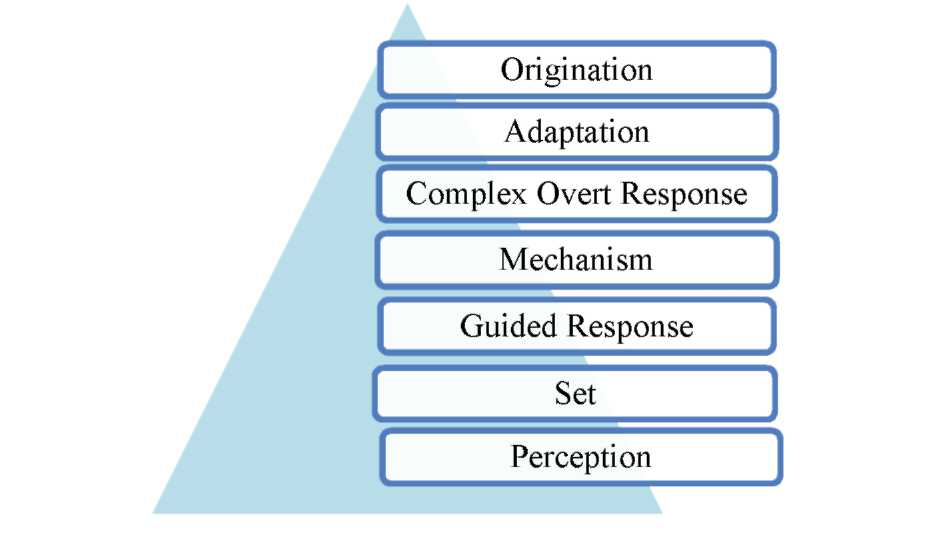 Origination
Adaptation
Complex Overt Response
Mechanism
Guided Response
Set
Perception